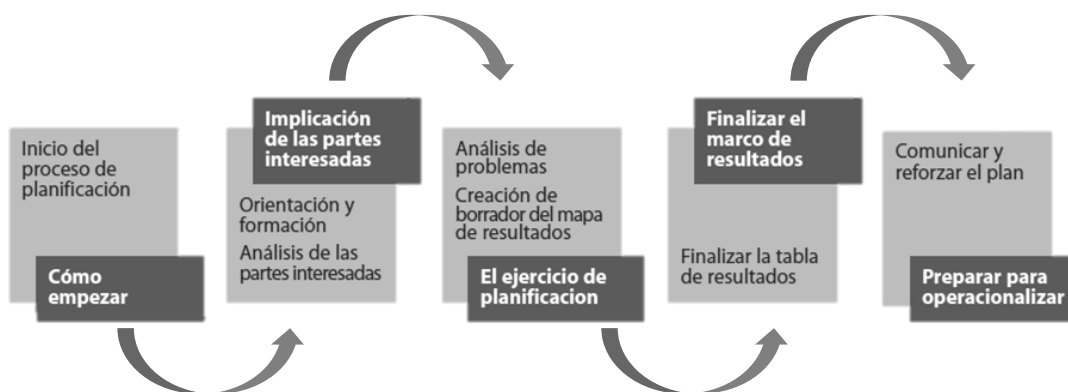 Inicio del
proceso de
planificación
Cómo
empezar
Implicación
de las partes
interesadas
Orientación y
formación
Análisis de las
partes interesadas
Análisis de
problemas
Creación de
borrador del mapa
de resultados
El ejercicio de
planificacion
Finalizar el
marco de
resultados
Finalizar la tabla
de resultados
Comunicar y
reforzar el plan
Preparar para
operacionalizar